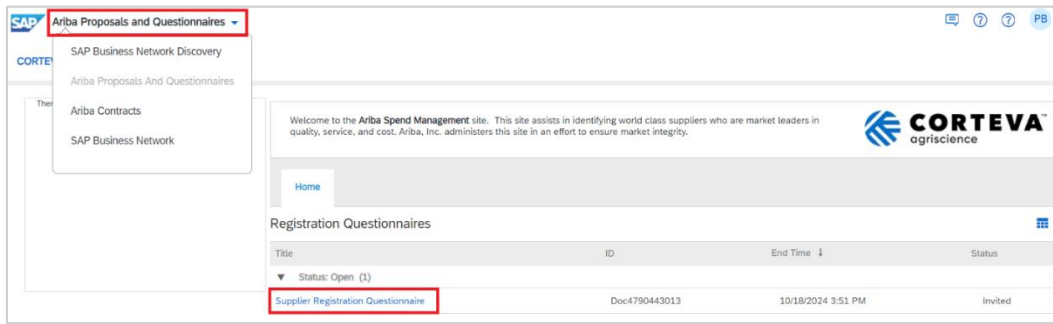 SAP Ariba Proposals and Questionnaires
PB
SAP Business Network Discovery
CORTEV
Ariba Proposals And Questionnaires
Ther
Ariba Contracts
SAP Business Network
Welcome to the Ariba Spend Management site. This site assists in identifying world class suppliers who are market leaders in
quality, service, and cost. Ariba, Inc. administers this site in an effort to ensure market integrity.
CORTEVA™
agriscience
Home
Registration Questionnaires
Title ID End Time ↓ Status
▼ Status: Open (1)
Supplier Registration Questionnaire Doc4790443013 10/18/2024 3:51 PM Invited